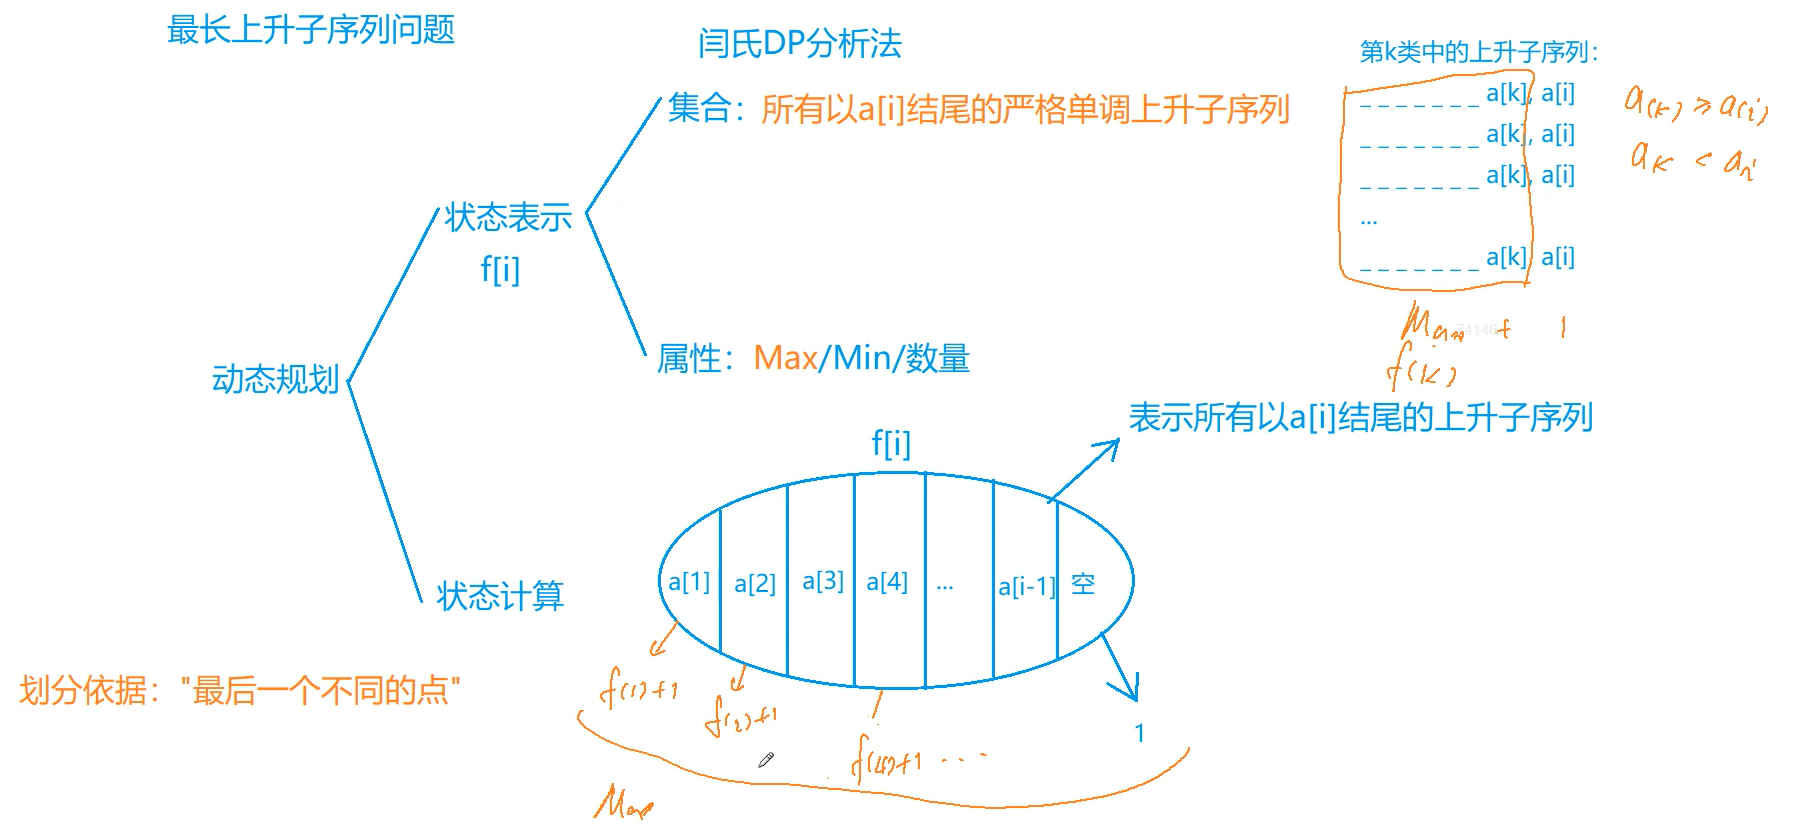 最长上升子序列问题
闫氏DP分析法
集合：所有以a[i]结尾的严格单调上升子序列
状态表示
f[i]
属性：Max/Min/数量
动态规划
状态计算
划分依据："最后一个不同的点"
第k类中的上升子序列：
_ _ _ _ _ _ _ a[k], a[i]
_ _ _ _ _ _ _ a[k], a[i]
_ _ _ _ _ _ _ a[k], a[i]
...
_ _ _ _ _ _ _ a[k], a[i]
a(k) ≥ a(i)
ak < ai
Max + 1
f(k)
表示所有以a[i]结尾的上升子序列
f[i]
a[1] a[2] a[3] a[4] ... a[i-1] 空
f(1)+1
f(2)+1
f(4)+1 ...
1
Max